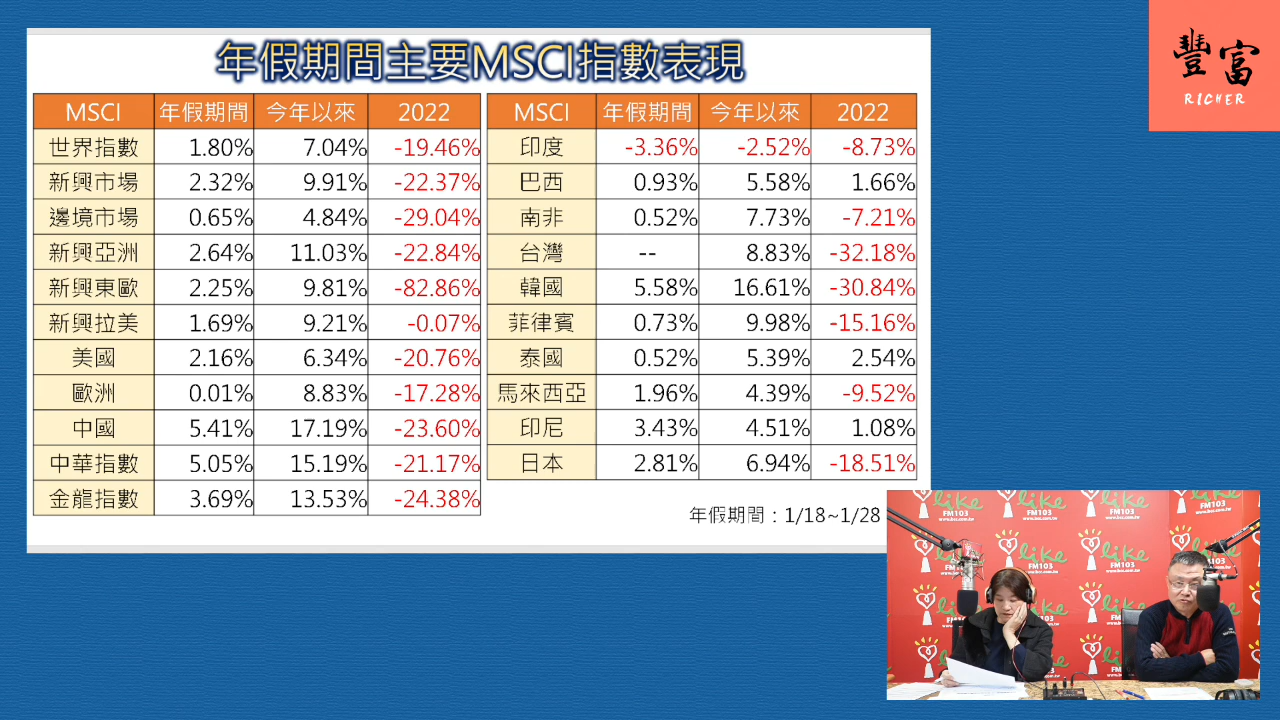 年假期間主要MSCI指數表現
豐富
RICHER
MSCI 年假期間 今年以來 2022
世界指數 1.80% 7.04% -19.46%
新興市場 2.32% 9.91% -22.37%
邊境市場 0.65% 4.84% -29.04%
新興亞洲 2.64% 11.03% -22.84%
新興東歐 2.25% 9.81% -82.86%
新興拉美 1.69% 9.21% -0.07%
美國 2.16% 6.34% -20.76%
歐洲 0.01% 8.83% -17.28%
中國 5.41% 17.19% -23.60%
中華指數 5.05% 15.19% -21.17%
金龍指數 3.69% 13.53% -24.38%
MSCI 年假期間 今年以來 2022
印度 -3.36% -2.52% -8.73%
巴西 0.93% 5.58% 1.66%
南非 0.52% 7.73% -7.21%
台灣 -- 8.83% -32.18%
韓國 5.58% 16.61% -30.84%
菲律賓 0.73% 9.98% -15.16%
泰國 0.52% 5.39% 2.54%
馬來西亞 1.96% 4.39% -9.52%
印尼 3.43% 4.51% 1.08%
日本 2.81% 6.94% -18.51%
年假期間：1/18~1/28
i like
FM103
www.bcc.com.tw